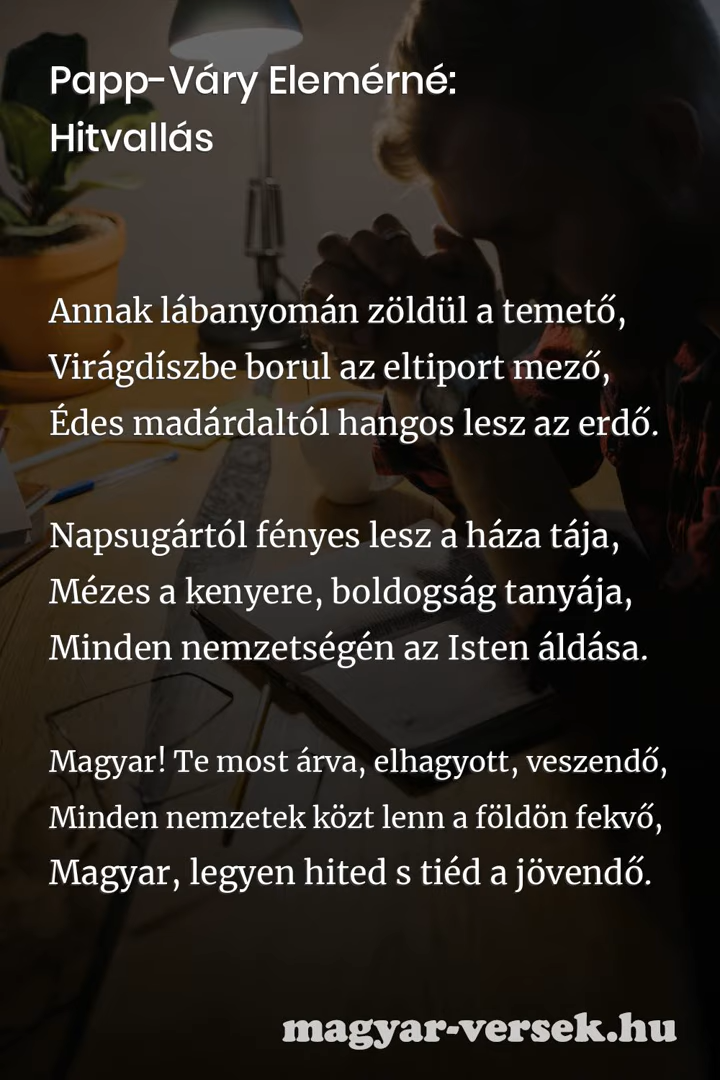 Papp-Váry Elemérné:
Hitvallás
Annak lábanyomán zöldül a temető,
Virágdíszbe borul az eltiport mező,
Édes madárdaltól hangos lesz az erdő.
Napsugártól fényes lesz a háza tája,
Mézes a kenyere, boldogság tanyája,
Minden nemzetségén az Isten áldása.
Magyar! Te most árva, elhagyott, veszendő,
Minden nemzetek közt lenn a földön fekvő,
Magyar, legyen hited s tiéd a jövendő.
magyar-versek.hu